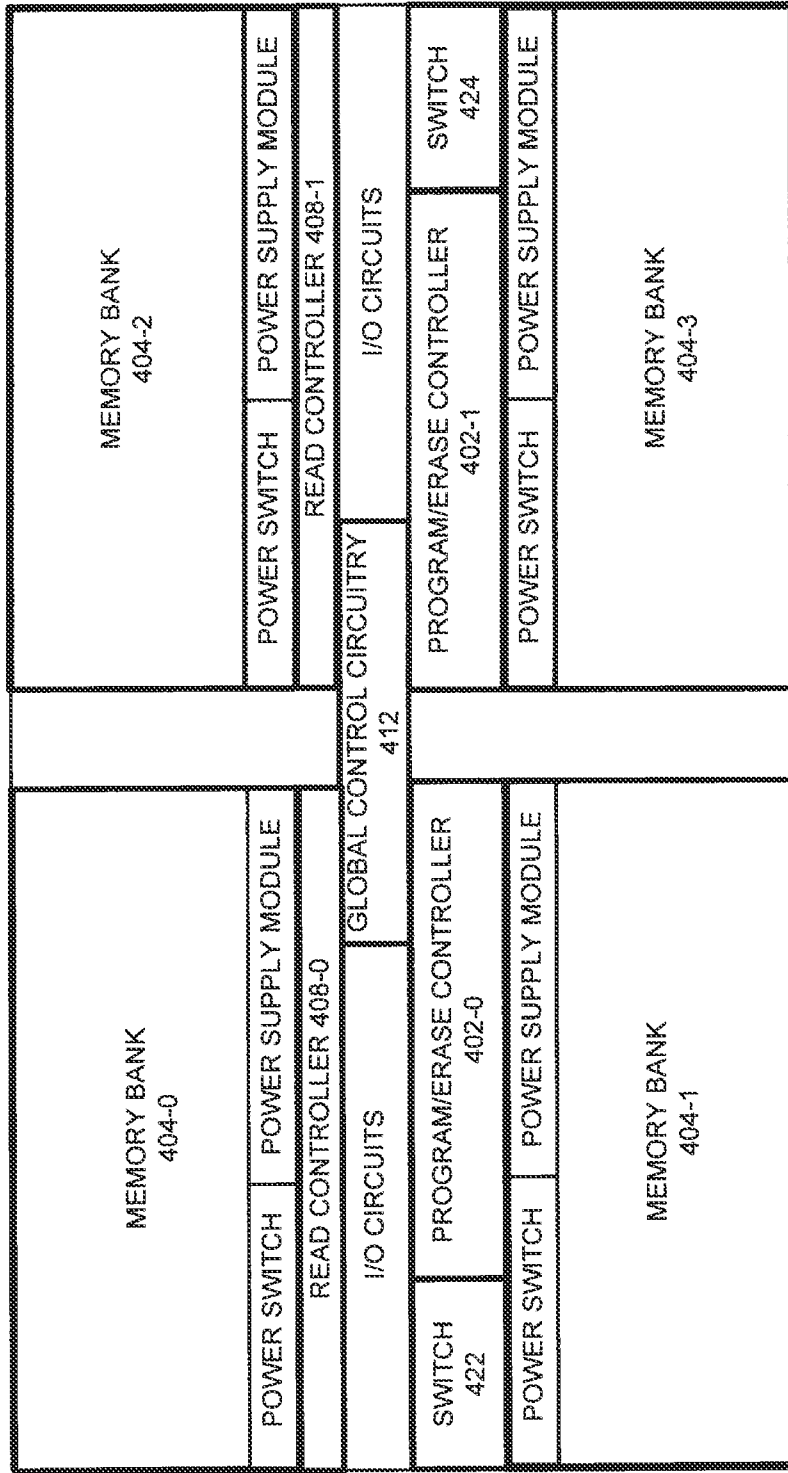 MEMORY BANK
404-0
POWER SWITCH
POWER SUPPLY MODULE
READ CONTROLLER 408-0
MEMORY BANK
404-2
POWER SWITCH
POWER SUPPLY MODULE
READ CONTROLLER 408-1
I/O CIRCUITS
GLOBAL CONTROL CIRCUITRY
412
I/O CIRCUITS
SWITCH
422
PROGRAM/ERASE CONTROLLER
402-0
PROGRAM/ERASE CONTROLLER
402-1
SWITCH
424
POWER SWITCH
POWER SUPPLY MODULE
MEMORY BANK
404-1
POWER SWITCH
POWER SUPPLY MODULE
MEMORY BANK
404-3